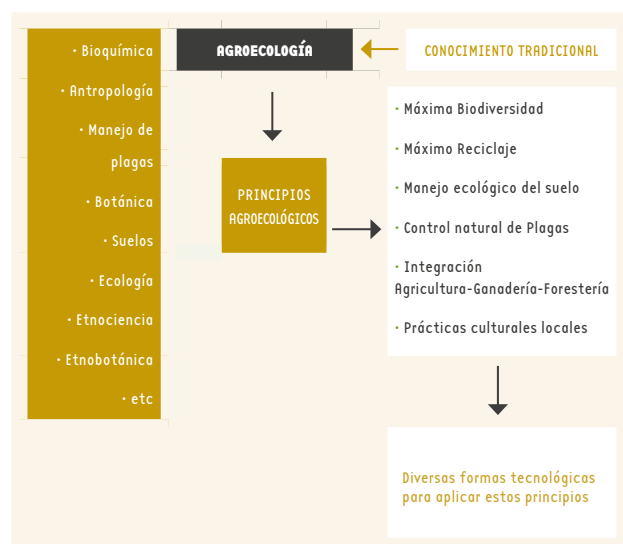 · Bioquímica
· Antropología
· Manejo de
plagas
· Botánica
· Suelos
· Ecología
· Etnociencia
· Etnobotánica
· etc
AGROECOLOGÍA
CONOCIMIENTO TRADICIONAL
PRINCIPIOS
AGROECOLÓGICOS
· Máxima Biodiversidad
· Máximo Reciclaje
· Manejo ecológico del suelo
· Control natural de Plagas
· Integración
Agricultura-Ganadería-Forestería
· Prácticas culturales locales
Diversas formas tecnológicas
para aplicar estos principios